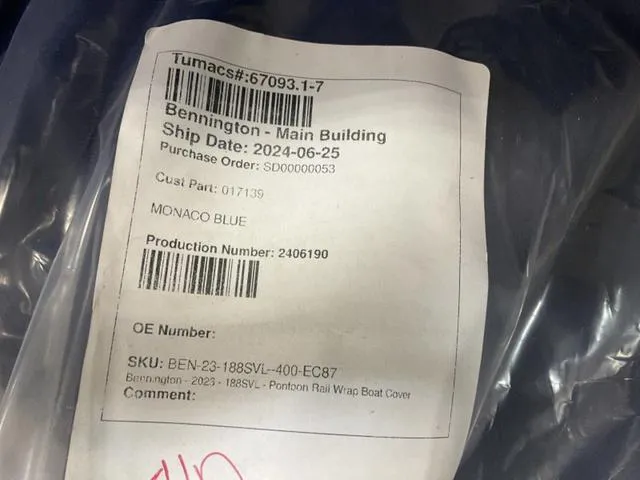 Tumacs#:67093.1-7
Bennington - Main Building
Ship Date: 2024-06-25
Purchase Order: SD00000053
Cust Part: 017139
MONACO BLUE
Production Number: 2406190
OE Number:
SKU: BEN-23-188SVL--400-EC87
Bennington - 2023 - 188SVL - Pontoon Rail Wrap Boat Cover
Comment: